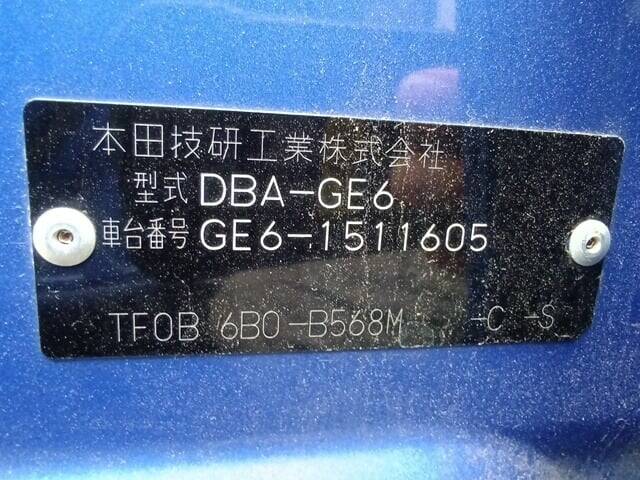 本田技研工業株式会社
型式 DBA-GE6
車台番号 GE6-1511605
TF0B 6B0-B568M -C -S